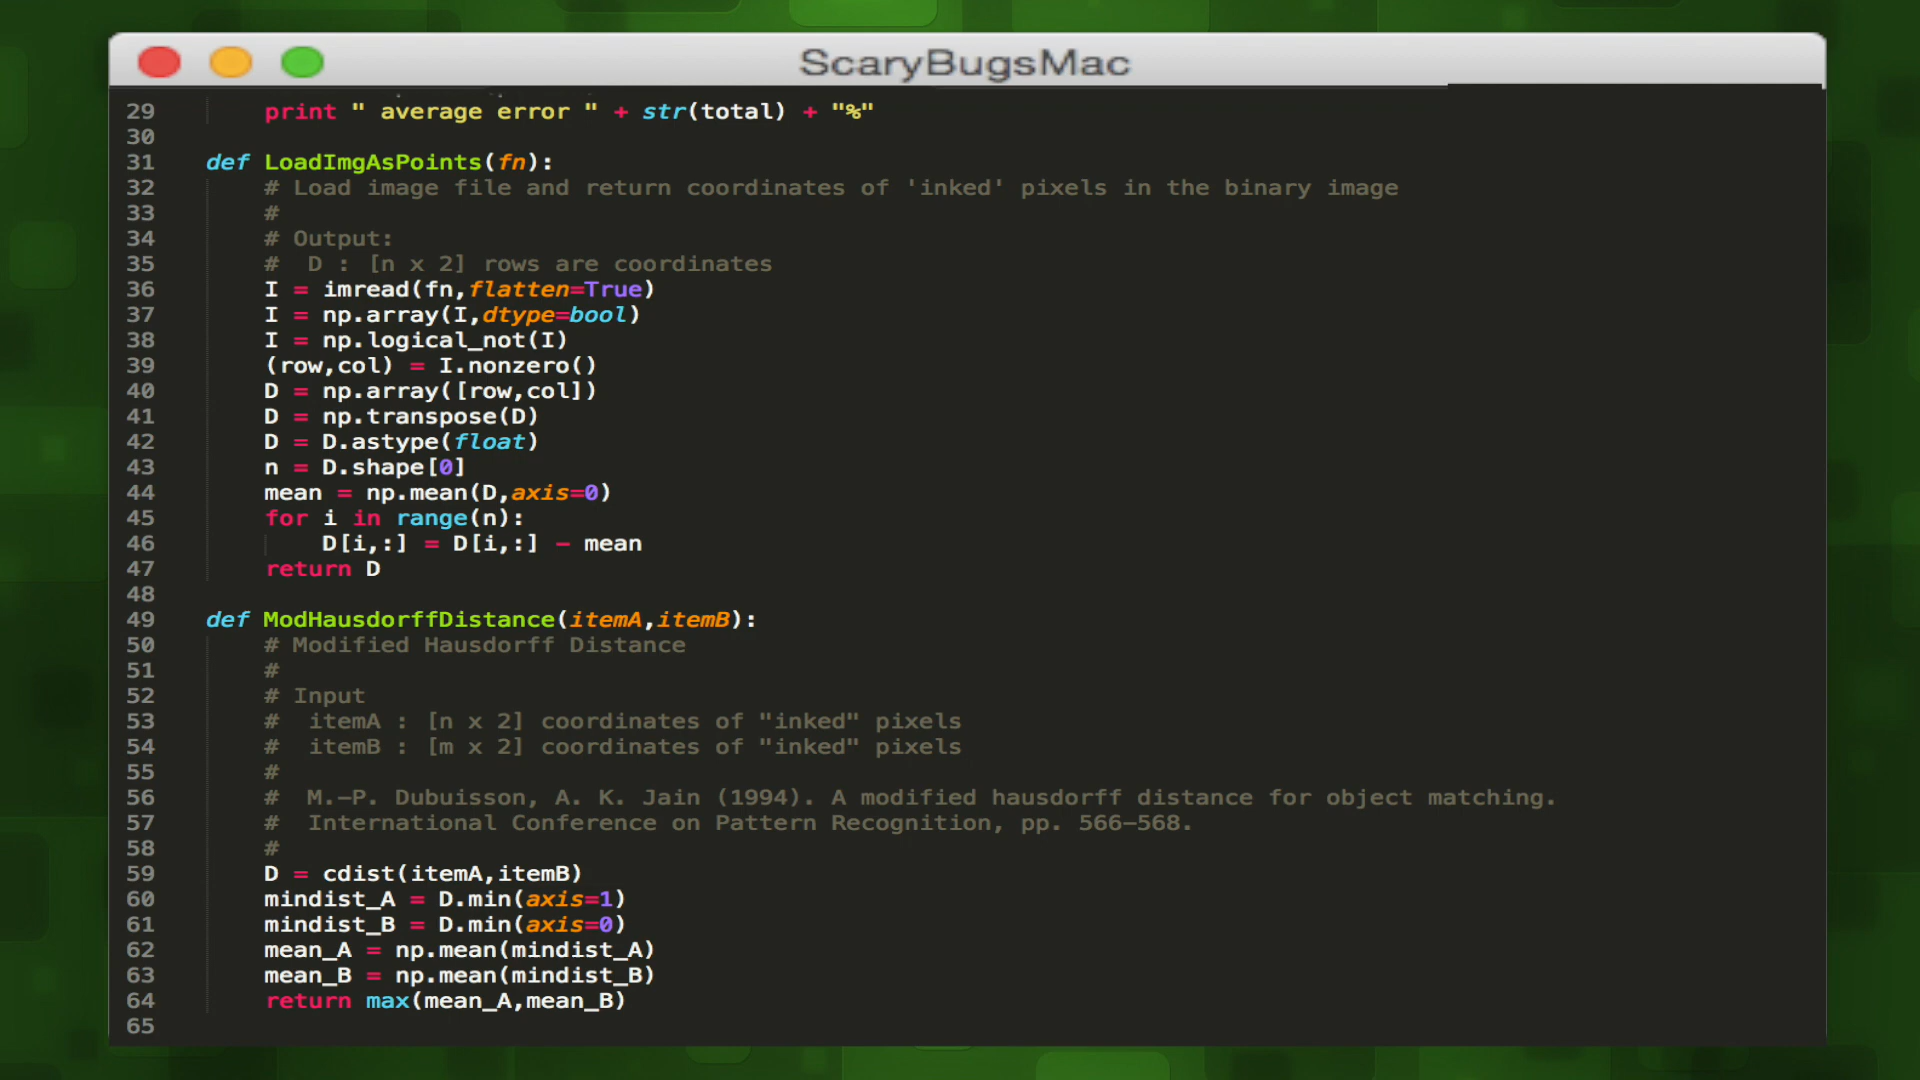 ScaryBugsMac
29 print " average error " + str(total) + "%"
30
31 def LoadImgAsPoints(fn):
32 # Load image file and return coordinates of 'inked' pixels in the binary image
33 #
34 # Output:
35 #  D : [n x 2] rows are coordinates
36 I = imread(fn,flatten=True)
37 I = np.array(I,dtype=bool)
38 I = np.logical_not(I)
39 (row,col) = I.nonzero()
40 D = np.array([row,col])
41 D = np.transpose(D)
42 D = D.astype(float)
43 n = D.shape[0]
44 mean = np.mean(D,axis=0)
45 for i in range(n):
46 D[i,:] = D[i,:] - mean
47 return D
48
49 def ModHausdorffDistance(itemA,itemB):
50 # Modified Hausdorff Distance
51 #
52 # Input
53 #  itemA : [n x 2] coordinates of "inked" pixels
54 #  itemB : [m x 2] coordinates of "inked" pixels
55 #
56 #  M.-P. Dubuisson, A. K. Jain (1994). A modified hausdorff distance for object matching.
57 #  International Conference on Pattern Recognition, pp. 566-568.
58 #
59 D = cdist(itemA,itemB)
60 mindist_A = D.min(axis=1)
61 mindist_B = D.min(axis=0)
62 mean_A = np.mean(mindist_A)
63 mean_B = np.mean(mindist_B)
64 return max(mean_A,mean_B)
65